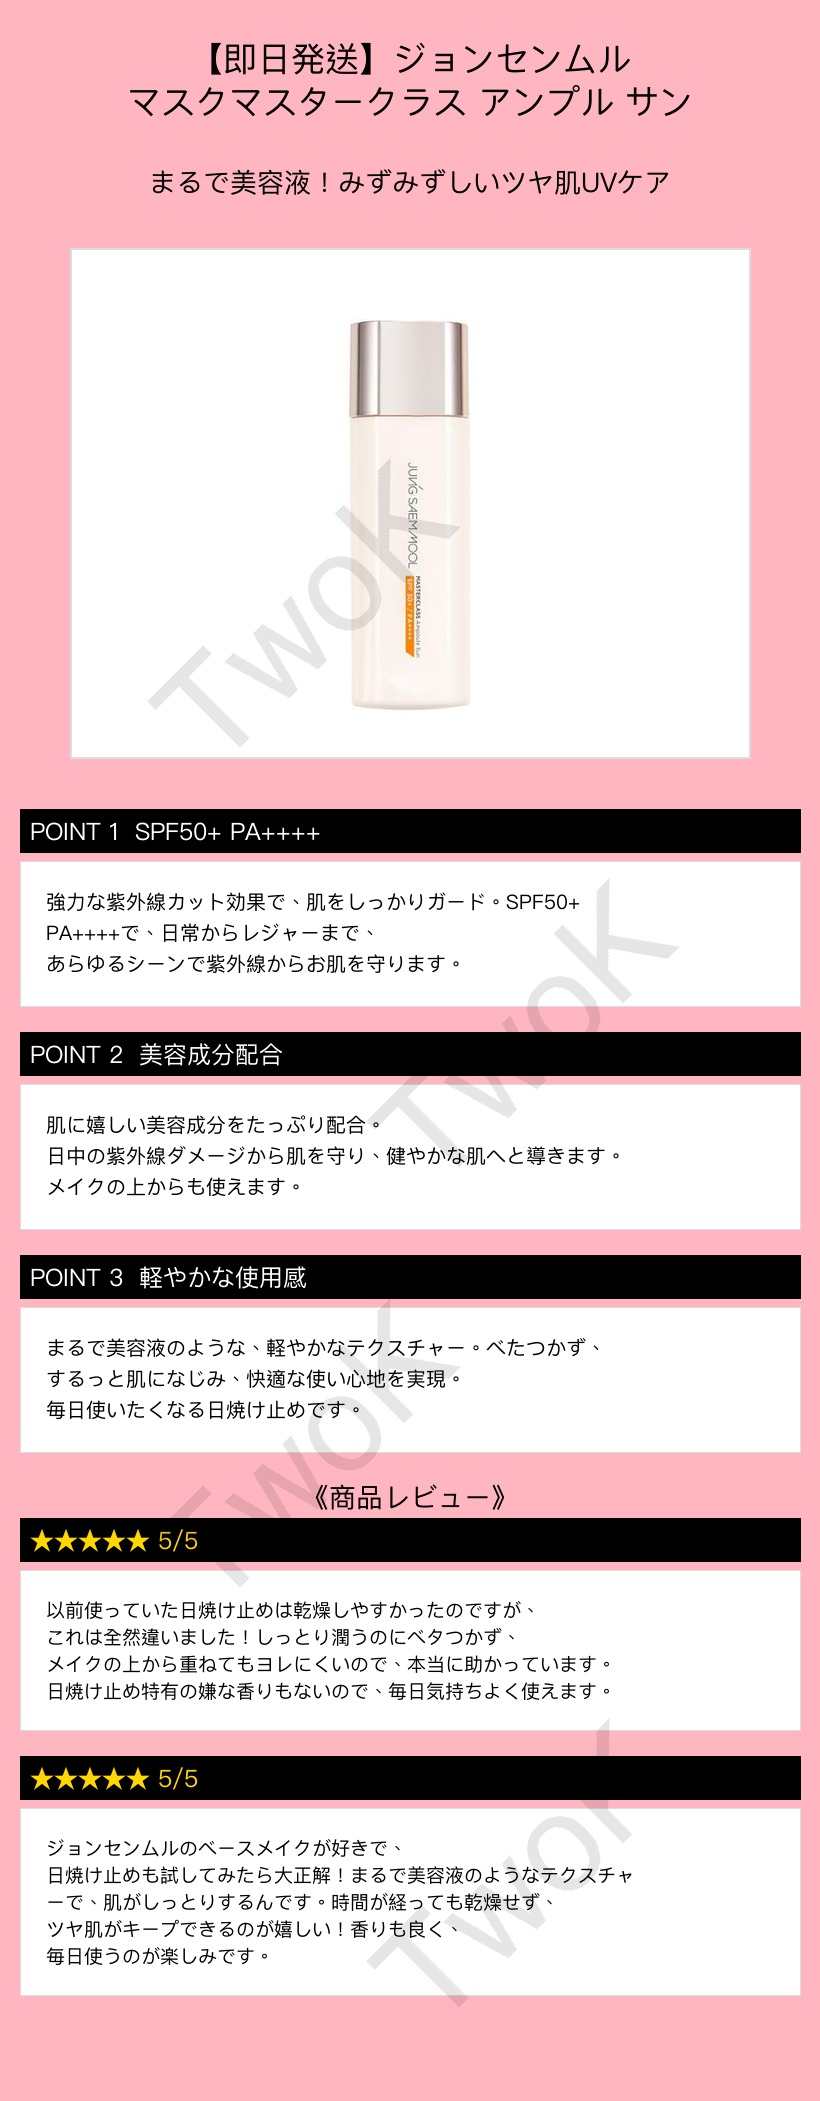 【即日発送】ジョンセンムル
マスクマスタークラス アンプル サン
まるで美容液！みずみずしいツヤ肌UVケア
JUNG SAEM MOOL
MASTERCLASS Ampoule Sun
SPF 50+ / PA++++
TwoK
POINT 1 SPF50+ PA++++
強力な紫外線カット効果で、肌をしっかりガード。SPF50+
PA++++で、日常からレジャーまで、
あらゆるシーンで紫外線からお肌を守ります。
TwoK
POINT 2 美容成分配合
肌に嬉しい美容成分をたっぷり配合。
日中の紫外線ダメージから肌を守り、健やかな肌へと導きます。
メイクの上からも使えます。
POINT 3 軽やかな使用感
まるで美容液のような、軽やかなテクスチャー。べたつかず、
するっと肌になじみ、快適な使い心地を実現。
毎日使いたくなる日焼け止めです。
TwoK
《商品レビュー》
★★★★★ 5/5
以前使っていた日焼け止めは乾燥しやすかったのですが、
これは全然違いました！しっとり潤うのにベタつかず、
メイクの上から重ねてもヨレにくいので、本当に助かっています。
日焼け止め特有の嫌な香りもないので、毎日気持ちよく使えます。
★★★★★ 5/5
ジョンセンムルのベースメイクが好きで、
日焼け止めも試してみたら大正解！まるで美容液のようなテクスチャ
ーで、肌がしっとりするんです。時間が経っても乾燥せず、
ツヤ肌がキープできるのが嬉しい！香りも良く、
毎日使うのが楽しみです。
TwoK